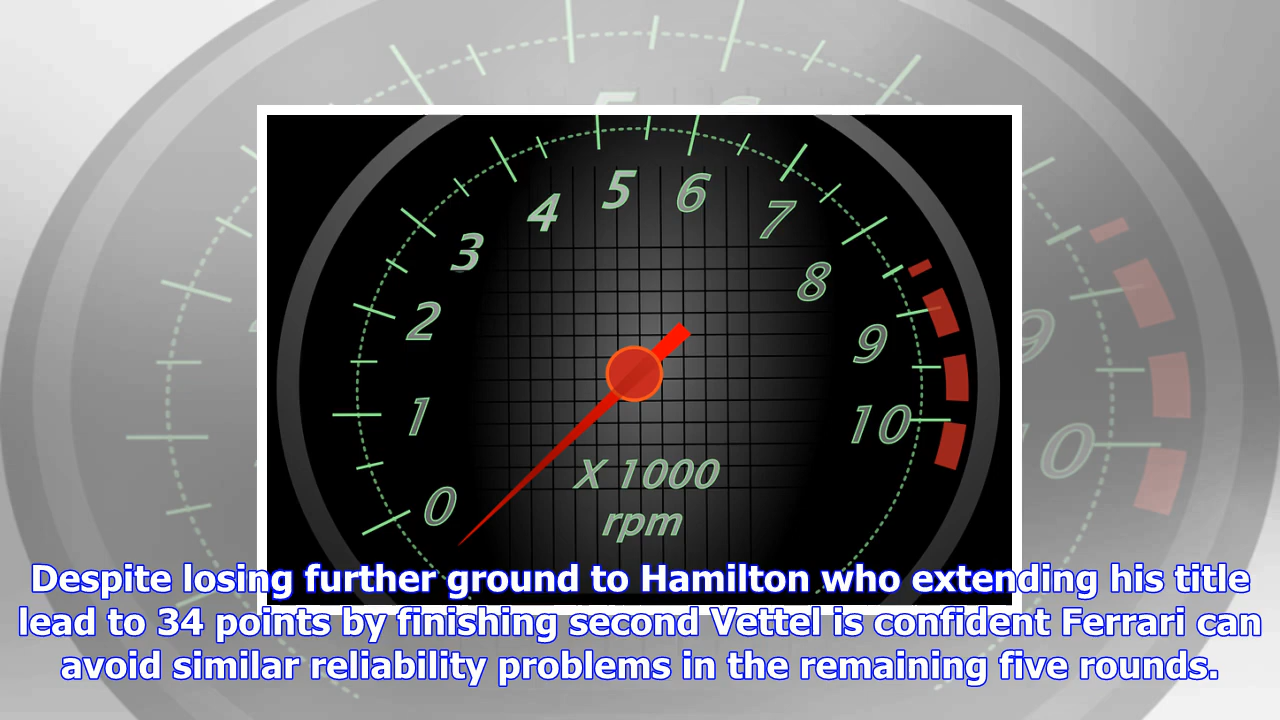 5 6
4 7
3
8
2
9
1
10
X 1000
0
rpm
Despite losing further ground to Hamilton who extending his title
lead to 34 points by finishing second Vettel is confident Ferrari can
avoid similar reliability problems in the remaining five rounds.